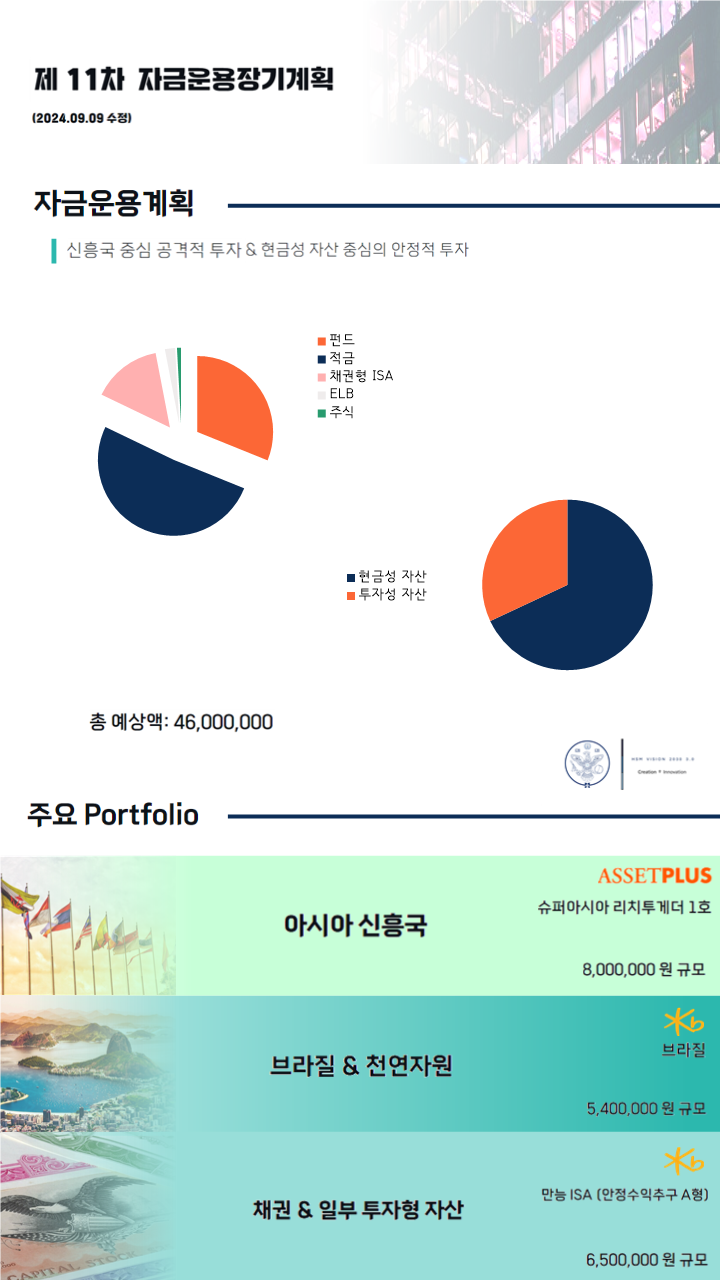 제 11차 자금운용장기계획
(2024.09.09 수정)
자금운용계획
신흥국 중심 공격적 투자 & 현금성 자산 중심의 안정적 투자
펀드
적금
채권형 ISA
ELB
주식
현금성 자산
투자성 자산
총 예상액: 46,000,000
Creation * Innovation
주요 Portfolio
ASSETPLUS
슈퍼아시아 리치투게더 1호
아시아 신흥국
8,000,000 원 규모
Kb
브라질
브라질 & 천연자원
5,400,000 원 규모
Kb
만능 ISA (안정수익추구 A형)
채권 & 일부 투자형 자산
6,500,000 원 규모
CAPITAL STOCK